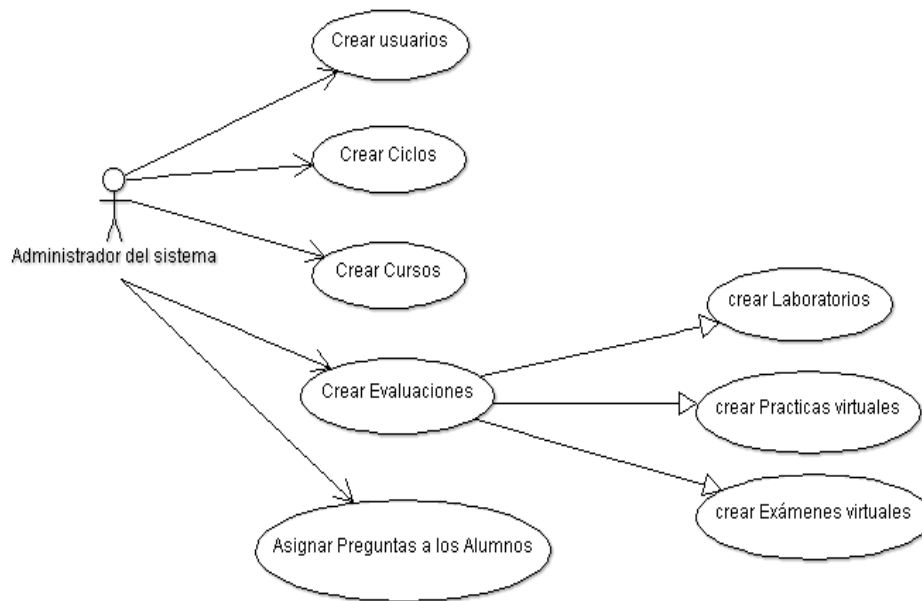 Crear usuarios
Crear Ciclos
Administrador del sistema
Crear Cursos
crear Laboratorios
Crear Evaluaciones
crear Practicas virtuales
crear Exámenes virtuales
Asignar Preguntas a los Alumnos